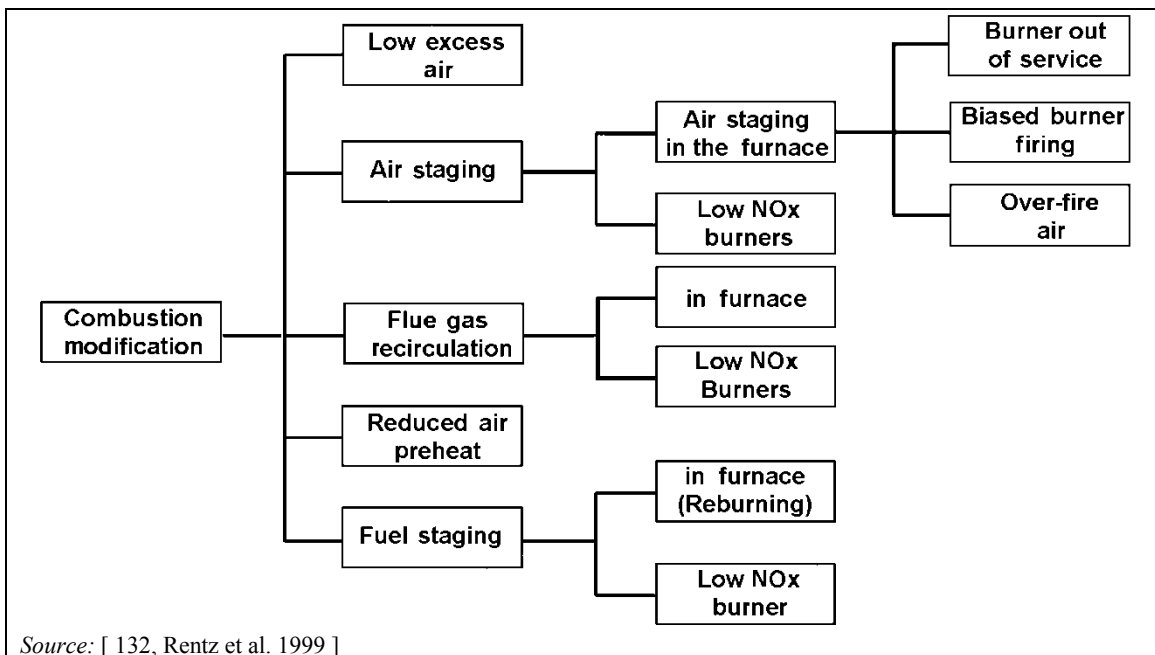 Low excess
air
Air staging
Combustion
modification
Flue gas
recirculation
Reduced air
preheat
Fuel staging
Air staging
in the furnace
Low NOx
burners
in furnace
Low NOx
Burners
in furnace
(Reburning)
Low NOx
burner
Burner out
of service
Biased burner
firing
Over-fire
air
Source: [ 132, Rentz et al. 1999 ]